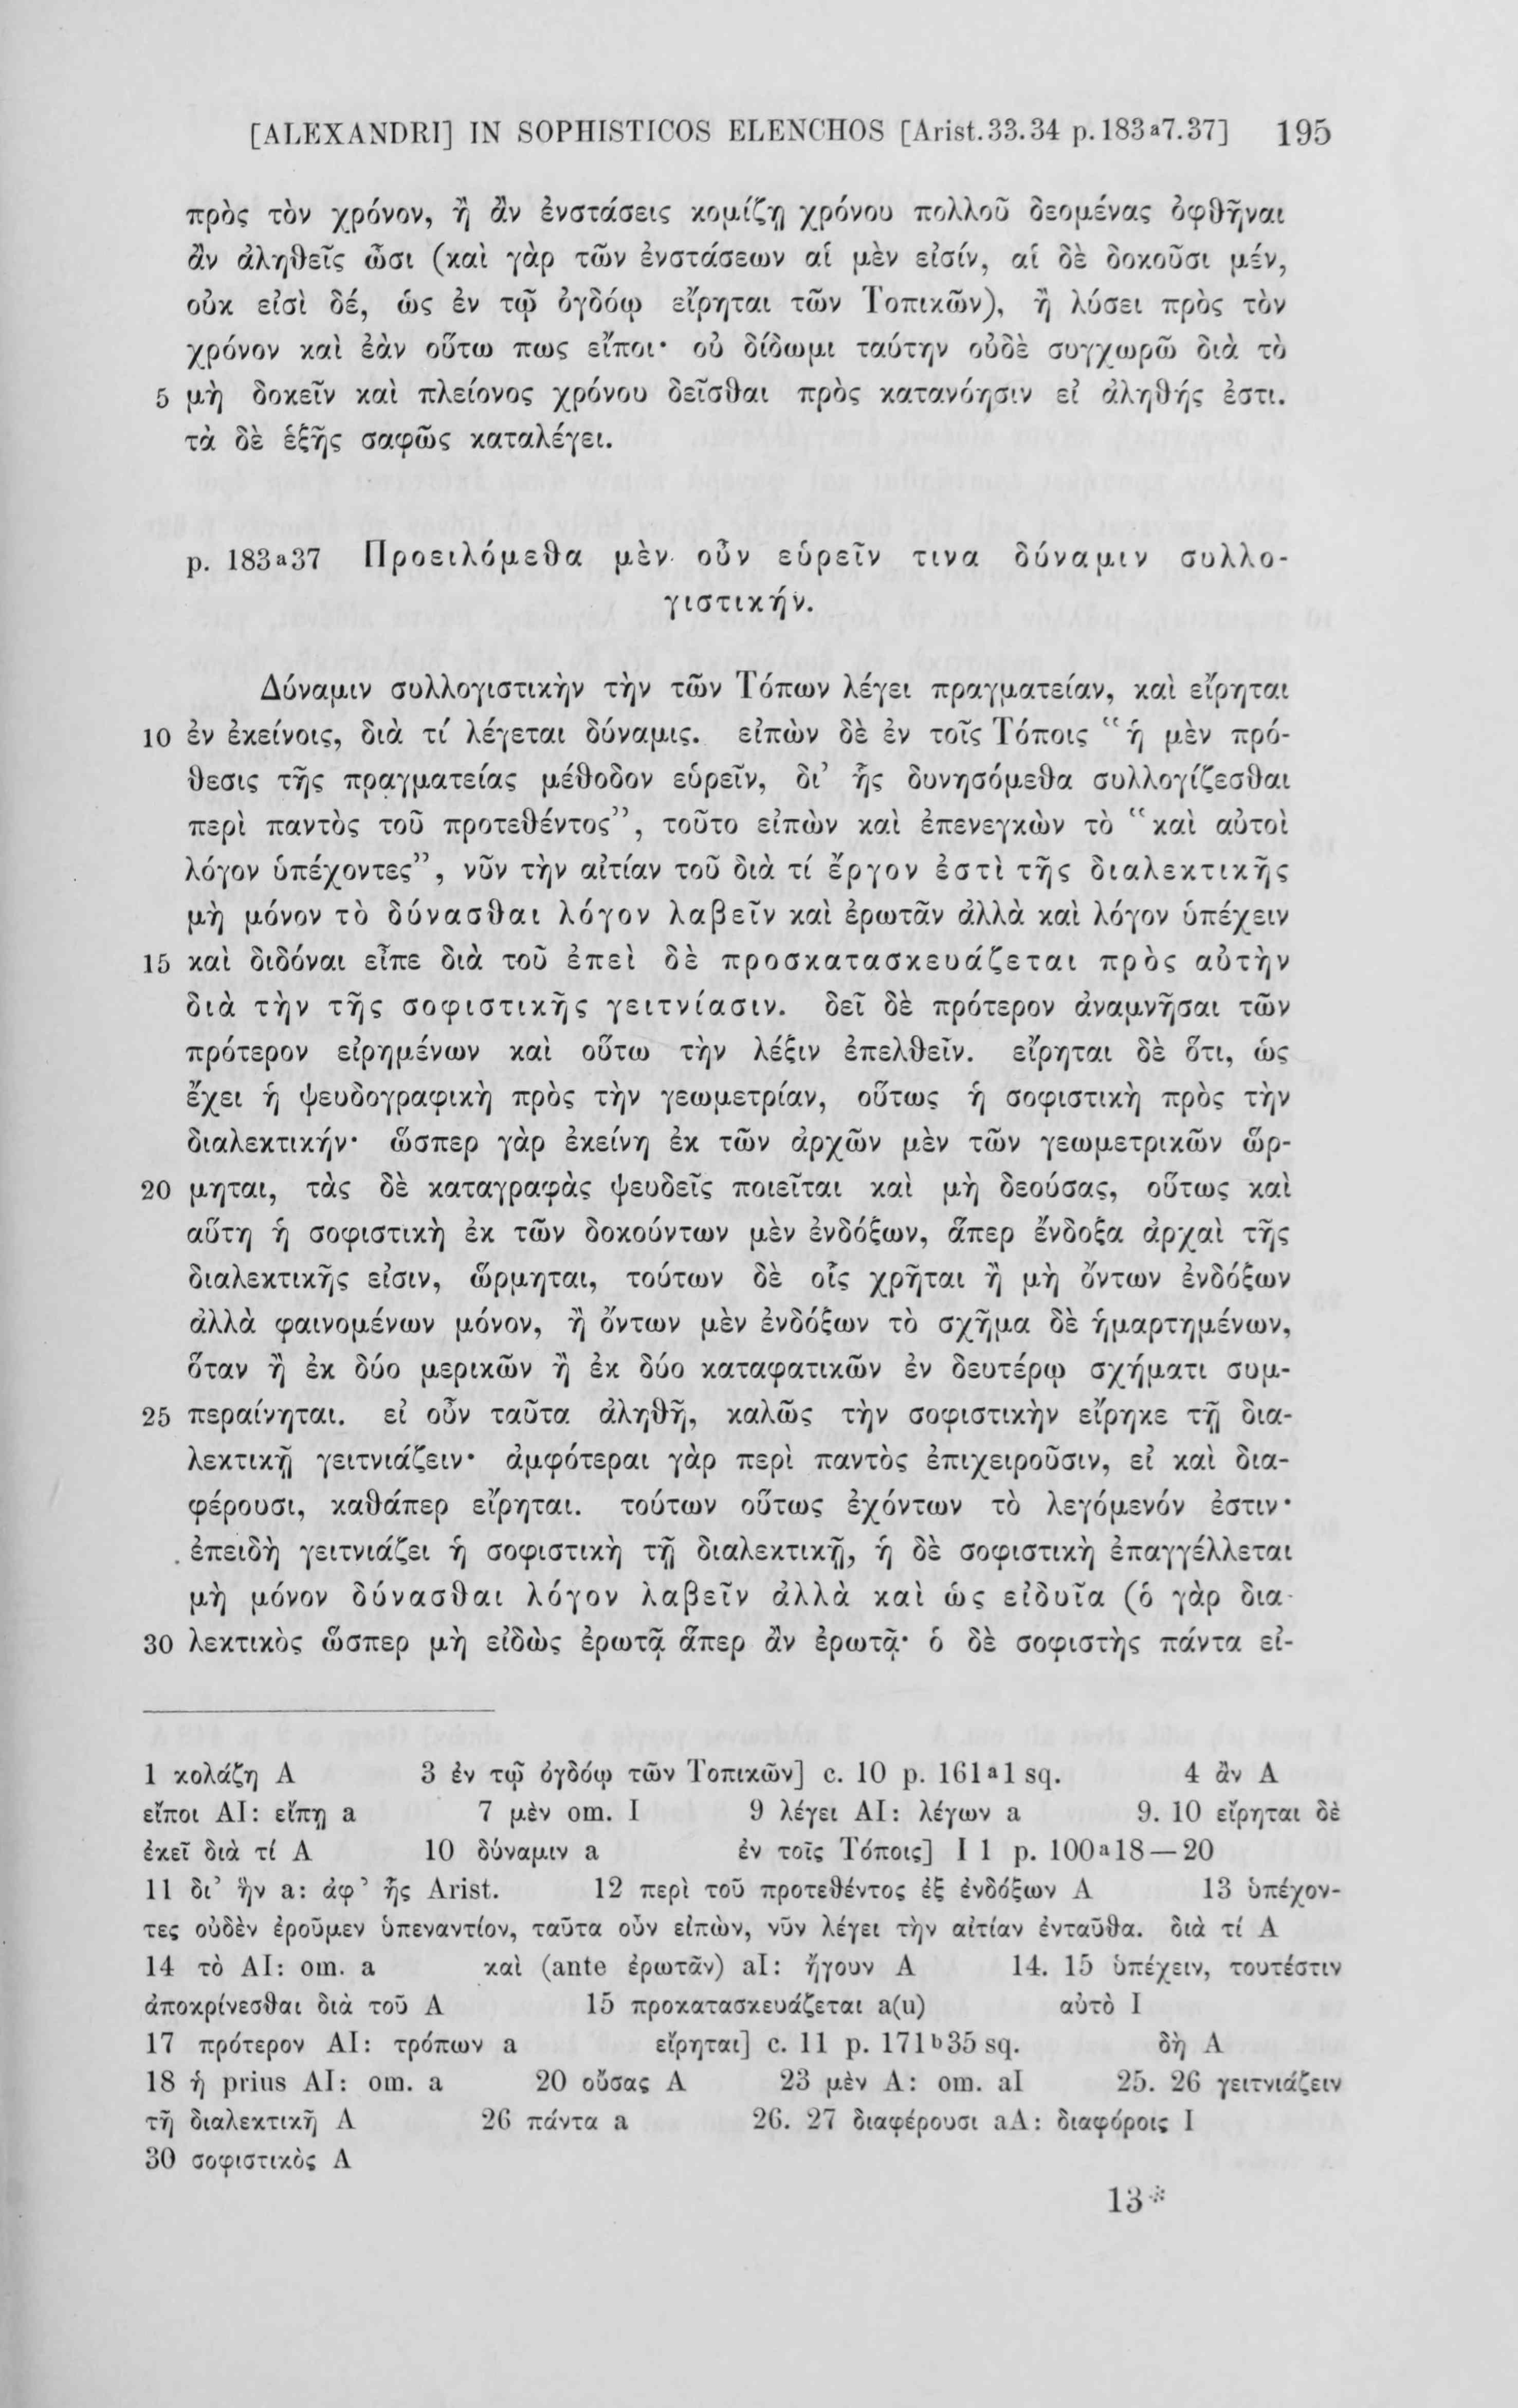 [ALEXANDRI] IN SOPHISTICOS ELENCHOS [Arist.33.34 p.183a7.37] 195
πρὸς τὸν χρόνον, ἢ ἂν ἐνστάσεις κομίζῃ χρόνου πολλοῦ δεομένας ὀφθῆναι
ἂν ἀληθεῖς ὦσι (καὶ γὰρ τῶν ἐνστάσεων αἱ μὲν εἰσίν, αἱ δὲ δοκοῦσι μέν,
οὐκ εἰσὶ δέ, ὡς ἐν τῷ ὀγδόῳ εἴρηται τῶν Τοπικῶν), ἢ λύσει πρὸς τὸν
χρόνον καὶ ἐὰν οὕτω πως εἴποι· οὐ δίδωμι ταύτην οὐδὲ συγχωρῶ διὰ τὸ
5 μὴ δοκεῖν καὶ πλείονος χρόνου δεῖσθαι πρὸς κατανόησιν εἰ ἀληθής ἐστι.
τὰ δὲ ἑξῆς σαφῶς καταλέγει.
p. 183a37 Προειλόμεθα μὲν οὖν εὑρεῖν τινα δύναμιν συλλο-
γιστικήν.
Δύναμιν συλλογιστικὴν τὴν τῶν Τόπων λέγει πραγματείαν, καὶ εἴρηται
10 ἐν ἐκείνοις, διὰ τί λέγεται δύναμις. εἰπὼν δὲ ἐν τοῖς Τόποις “ἡ μὲν πρό-
θεσις τῆς πραγματείας μέθοδον εὑρεῖν, δι’ ἧς δυνησόμεθα συλλογίζεσθαι
περὶ παντὸς τοῦ προτεθέντος”, τοῦτο εἰπὼν καὶ ἐπενεγκὼν τὸ “καὶ αὐτοὶ
λόγον ὑπέχοντες”, νῦν τὴν αἰτίαν τοῦ διὰ τί ἔργον ἐστὶ τῆς διαλεκτικῆς
μὴ μόνον τὸ δύνασθαι λόγον λαβεῖν καὶ ἐρωτᾶν ἀλλὰ καὶ λόγον ὑπέχειν
15 καὶ διδόναι εἶπε διὰ τοῦ ἐπεὶ δὲ προσκατασκευάζεται πρὸς αὐτὴν
διὰ τὴν τῆς σοφιστικῆς γειτνίασιν. δεῖ δὲ πρότερον ἀναμνῆσαι τῶν
πρότερον εἰρημένων καὶ οὕτω τὴν λέξιν ἐπελθεῖν. εἴρηται δὲ ὅτι, ὡς
ἔχει ἡ ψευδογραφικὴ πρὸς τὴν γεωμετρίαν, οὕτως ἡ σοφιστικὴ πρὸς τὴν
διαλεκτικήν· ὥσπερ γὰρ ἐκείνη ἐκ τῶν ἀρχῶν μὲν τῶν γεωμετρικῶν ὥρ-
20 μηται, τὰς δὲ καταγραφὰς ψευδεῖς ποιεῖται καὶ μὴ δεούσας, οὕτως καὶ
αὕτη ἡ σοφιστικὴ ἐκ τῶν δοκούντων μὲν ἐνδόξων, ἅπερ ἔνδοξα ἀρχαὶ τῆς
διαλεκτικῆς εἰσιν, ὥρμηται, τούτων δὲ οἷς χρῆται ἢ μὴ ὄντων ἐνδόξων
ἀλλὰ φαινομένων μόνον, ἢ ὄντων μὲν ἐνδόξων τὸ σχῆμα δὲ ἡμαρτημένων,
ὅταν ἢ ἐκ δύο μερικῶν ἢ ἐκ δύο καταφατικῶν ἐν δευτέρῳ σχήματι συμ-
25 περαίνηται. εἰ οὖν ταῦτα ἀληθῆ, καλῶς τὴν σοφιστικὴν εἴρηκε τῇ δια-
λεκτικῇ γειτνιάζειν· ἀμφότεραι γὰρ περὶ παντὸς ἐπιχειροῦσιν, εἰ καὶ δια-
φέρουσι, καθάπερ εἴρηται. τούτων οὕτως ἐχόντων τὸ λεγόμενόν ἐστιν·
ἐπειδὴ γειτνιάζει ἡ σοφιστικὴ τῇ διαλεκτικῇ, ἡ δὲ σοφιστικὴ ἐπαγγέλλεται
μὴ μόνον δύνασθαι λόγον λαβεῖν ἀλλὰ καὶ ὡς εἰδυῖα (ὁ γὰρ δια-
30 λεκτικὸς ὥσπερ μὴ εἰδὼς ἐρωτᾷ ἅπερ ἂν ἐρωτᾷ· ὁ δὲ σοφιστὴς πάντα εἰ-
1 κολάζη A 3 ἐν τῷ ὀγδόῳ τῶν Τοπικῶν] c. 10 p. 161a1 sq. 4 ἂν A
εἴποι AI: εἴπῃ a 7 μὲν om. I 9 λέγει AI: λέγων a 9. 10 εἴρηται δὲ
ἐκεῖ διὰ τί A 10 δύναμιν a ἐν τοῖς Τόποις] I 1 p. 100a18—20
11 δι’ ἣν a: ἀφ’ ἧς Arist. 12 περὶ τοῦ προτεθέντος ἐξ ἐνδόξων A 13 ὑπέχον-
τες οὐδὲν ἐροῦμεν ὑπεναντίον, ταῦτα οὖν εἰπὼν, νῦν λέγει τὴν αἰτίαν ἐνταῦθα. διὰ τί A
14 τὸ AI: om. a καὶ (ante ἐρωτᾶν) aI: ἤγουν A 14. 15 ὑπέχειν, τουτέστιν
ἀποκρίνεσθαι διὰ τοῦ A 15 προκατασκευάζεται a(u) αὐτὸ I
17 πρότερον AI: τρόπων a εἴρηται] c. 11 p. 171b35 sq. δὴ A
18 ἡ prius AI: om. a 20 οὔσας A 23 μὲν A: om. aI 25. 26 γειτνιάζειν
τῇ διαλεκτικῇ A 26 πάντα a 26. 27 διαφέρουσι aA: διαφόροις I
30 σοφιστικὸς A
13*